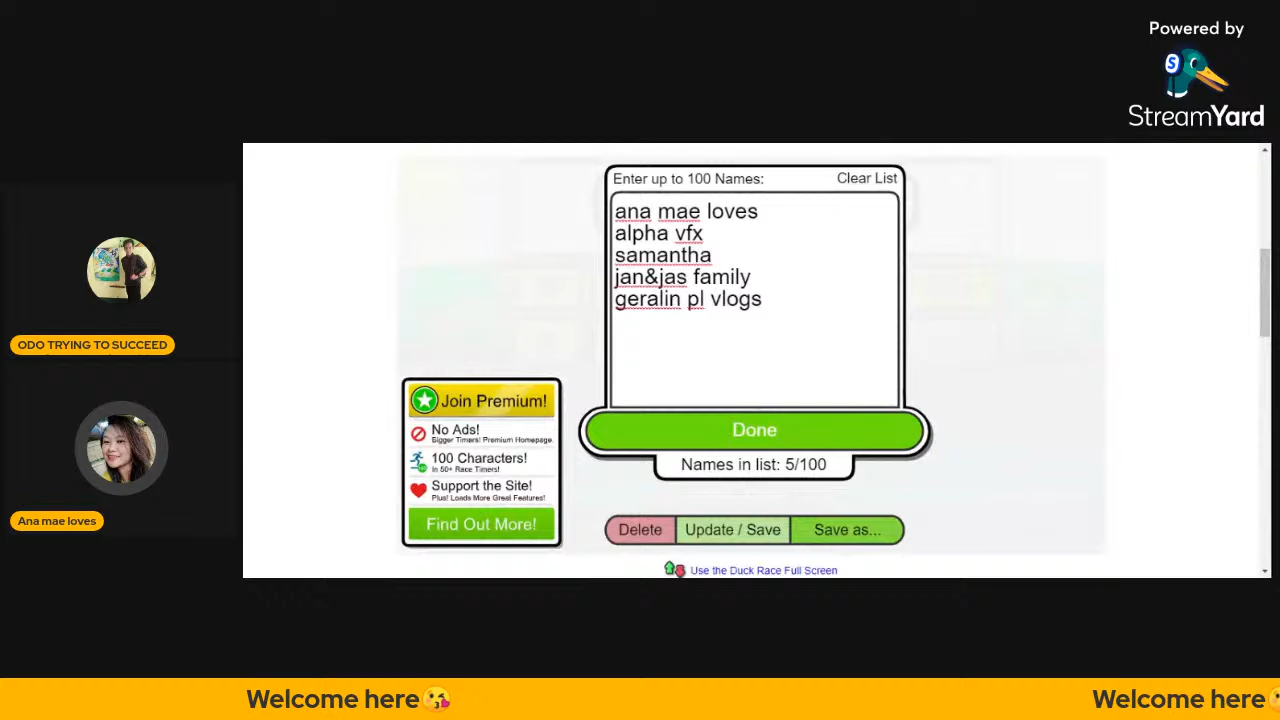 Powered by
StreamYard
Enter up to 100 Names:
Clear List
ana mae loves
alpha vfx
samantha
jan&jas family
geralin pl vlogs
Done
Names in list: 5/100
Delete
Update / Save
Save as...
Use the Duck Race Full Screen
Join Premium!
No Ads!
Bigger Timers! Premium Homepage.
100 Characters!
In 50+ Race Timers!
Support the Site!
Plus! Loads More Great Features!
Find Out More!
ODO TRYING TO SUCCEED
Ana mae loves
Welcome here😘
Welcome here